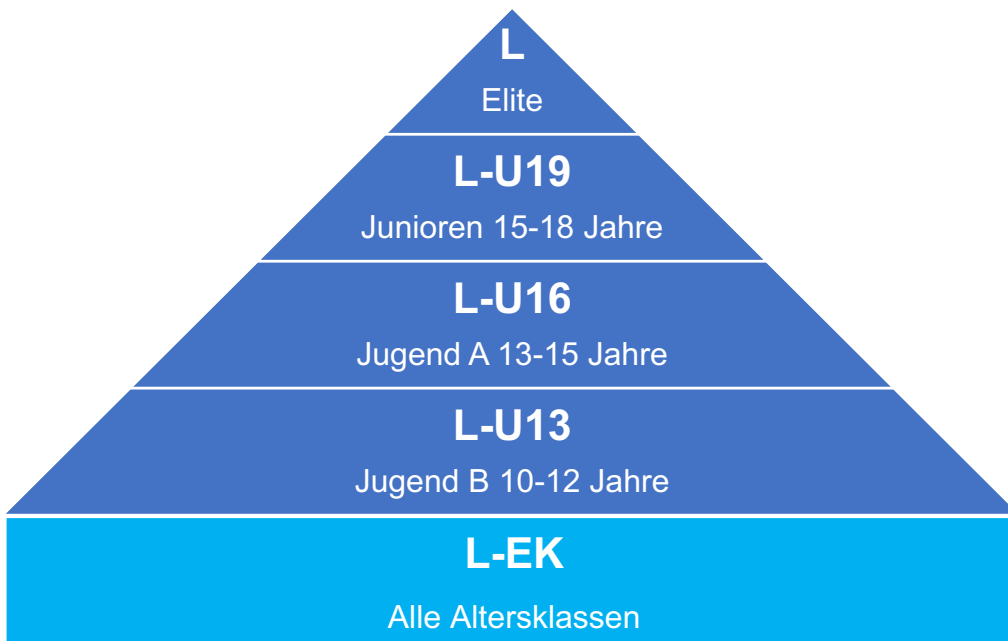 L
Elite
L-U19
Junioren 15-18 Jahre
L-U16
Jugend A 13-15 Jahre
L-U13
Jugend B 10-12 Jahre
L-EK
Alle Altersklassen